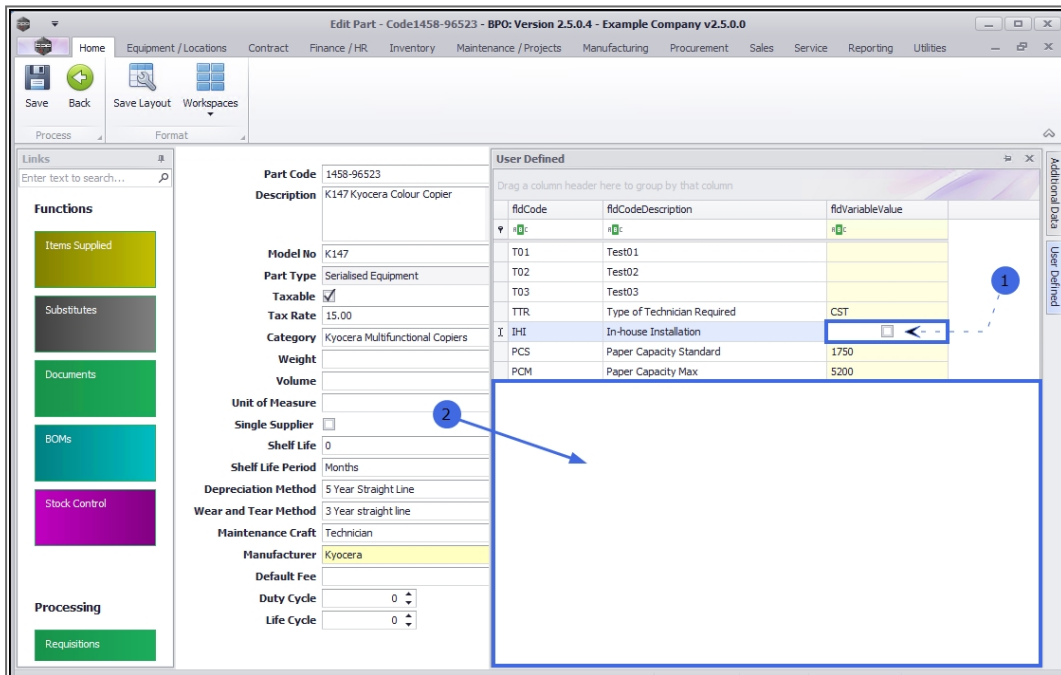 Edit Part - Code1458-96523 - BPO: Version 2.5.0.4 - Example Company v2.5.0.0
Home Equipment / Locations Contract Finance / HR Inventory Maintenance / Projects Manufacturing Procurement Sales Service Reporting Utilities
Save Back Save Layout Workspaces
Process Format
Links
Enter text to search...
Functions
Items Supplied
Substitutes
Documents
BOMs
Stock Control
Processing
Requisitions
Part Code 1458-96523
Description K147 Kyocera Colour Copier
Model No K147
Part Type Serialised Equipment
Taxable
Tax Rate 15.00
Category Kyocera Multifunctional Copiers
Weight
Volume
Unit of Measure
Single Supplier
Shelf Life 0
Shelf Life Period Months
Depreciation Method 5 Year Straight Line
Wear and Tear Method 3 Year straight line
Maintenance Craft Technician
Manufacturer Kyocera
Default Fee
Duty Cycle 0
Life Cycle 0
User Defined
Drag a column header here to group by that column
fldCode fldCodeDescription fldVariableValue
T01 Test01
T02 Test02
T03 Test03
TTR Type of Technician Required CST
IHI In-house Installation
PCS Paper Capacity Standard 1750
PCM Paper Capacity Max 5200
1
2
Additional Data
User Defined